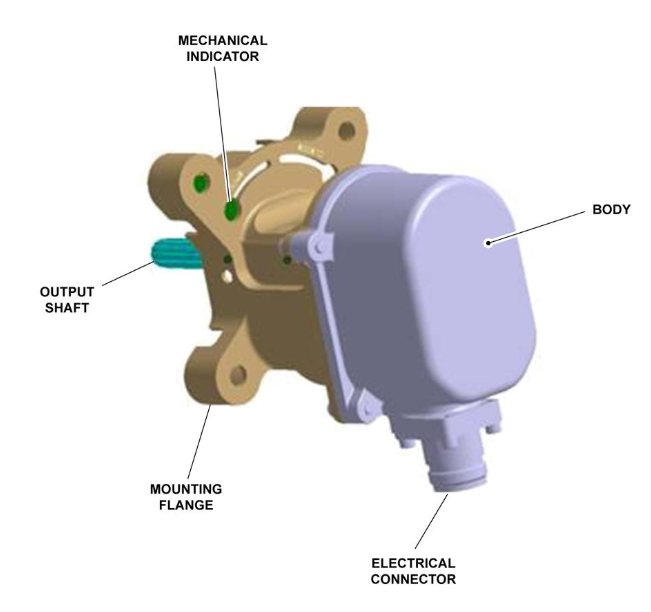 MECHANICAL
INDICATOR
BODY
OUTPUT
SHAFT
MOUNTING
FLANGE
ELECTRICAL
CONNECTOR